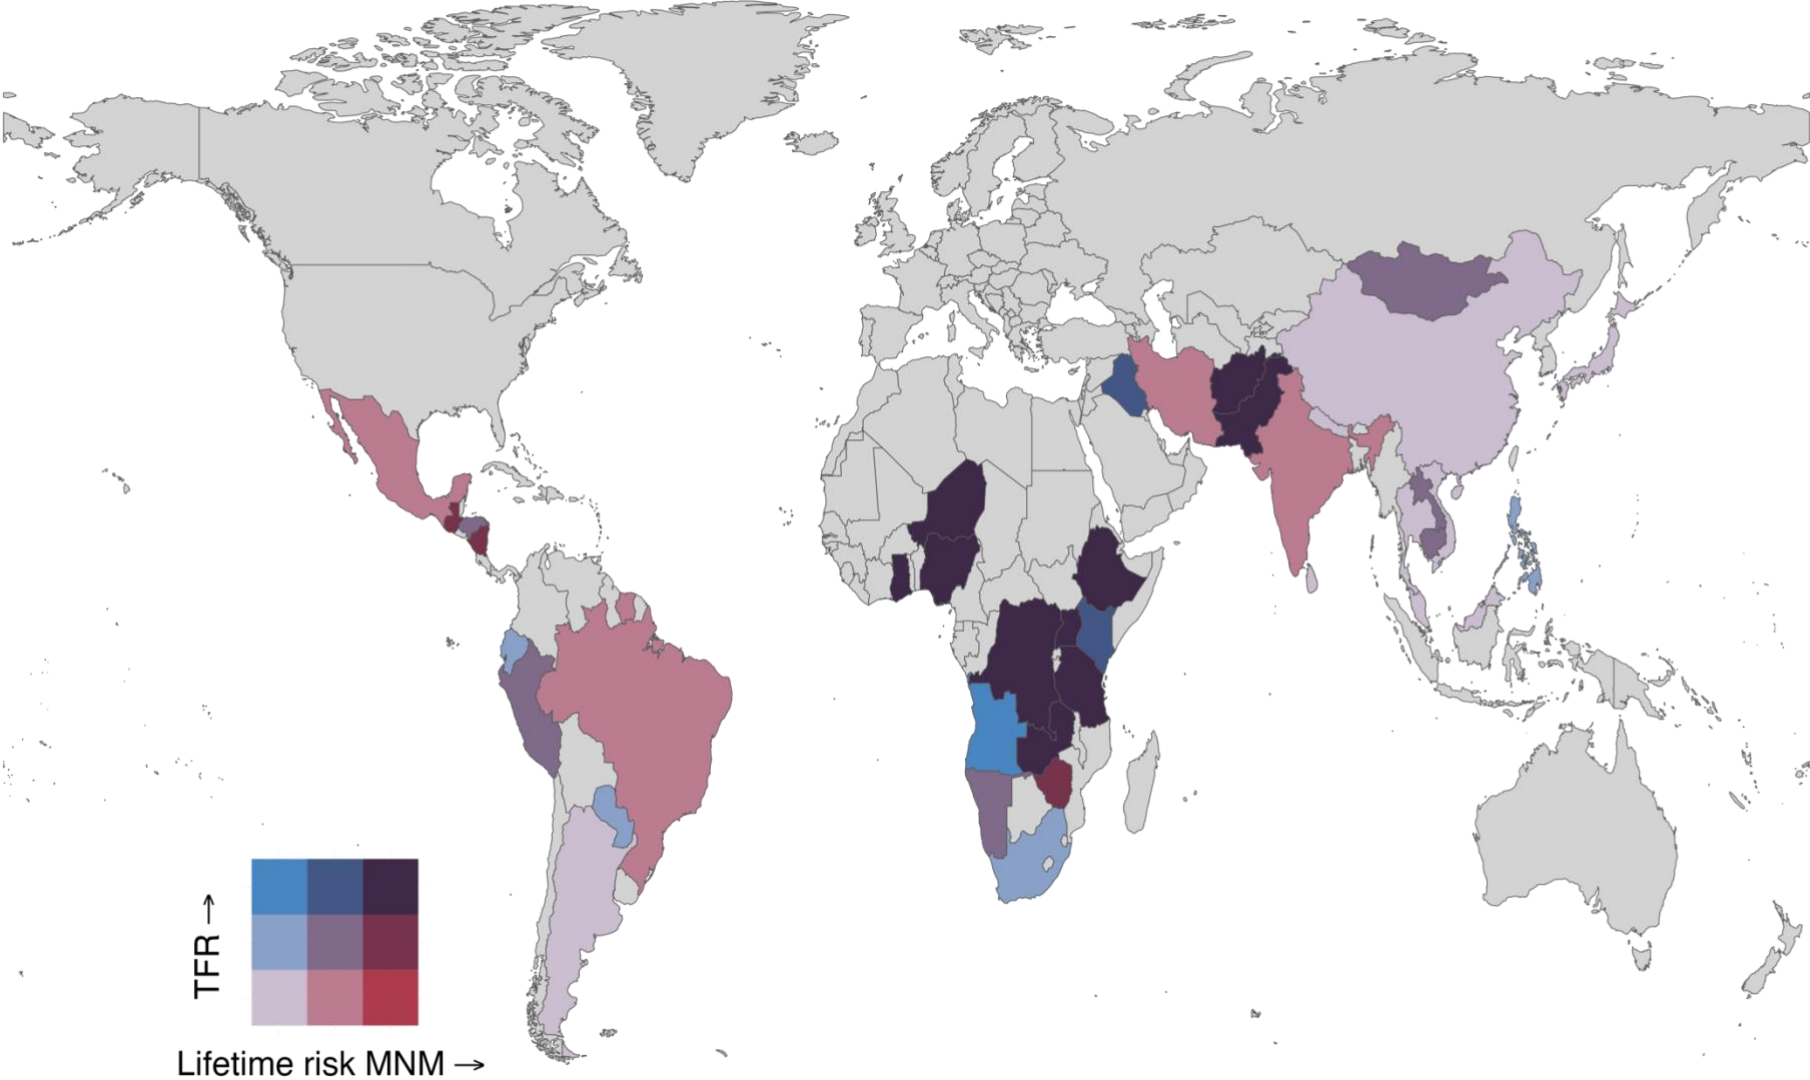 TFR →
Lifetime risk MNM →